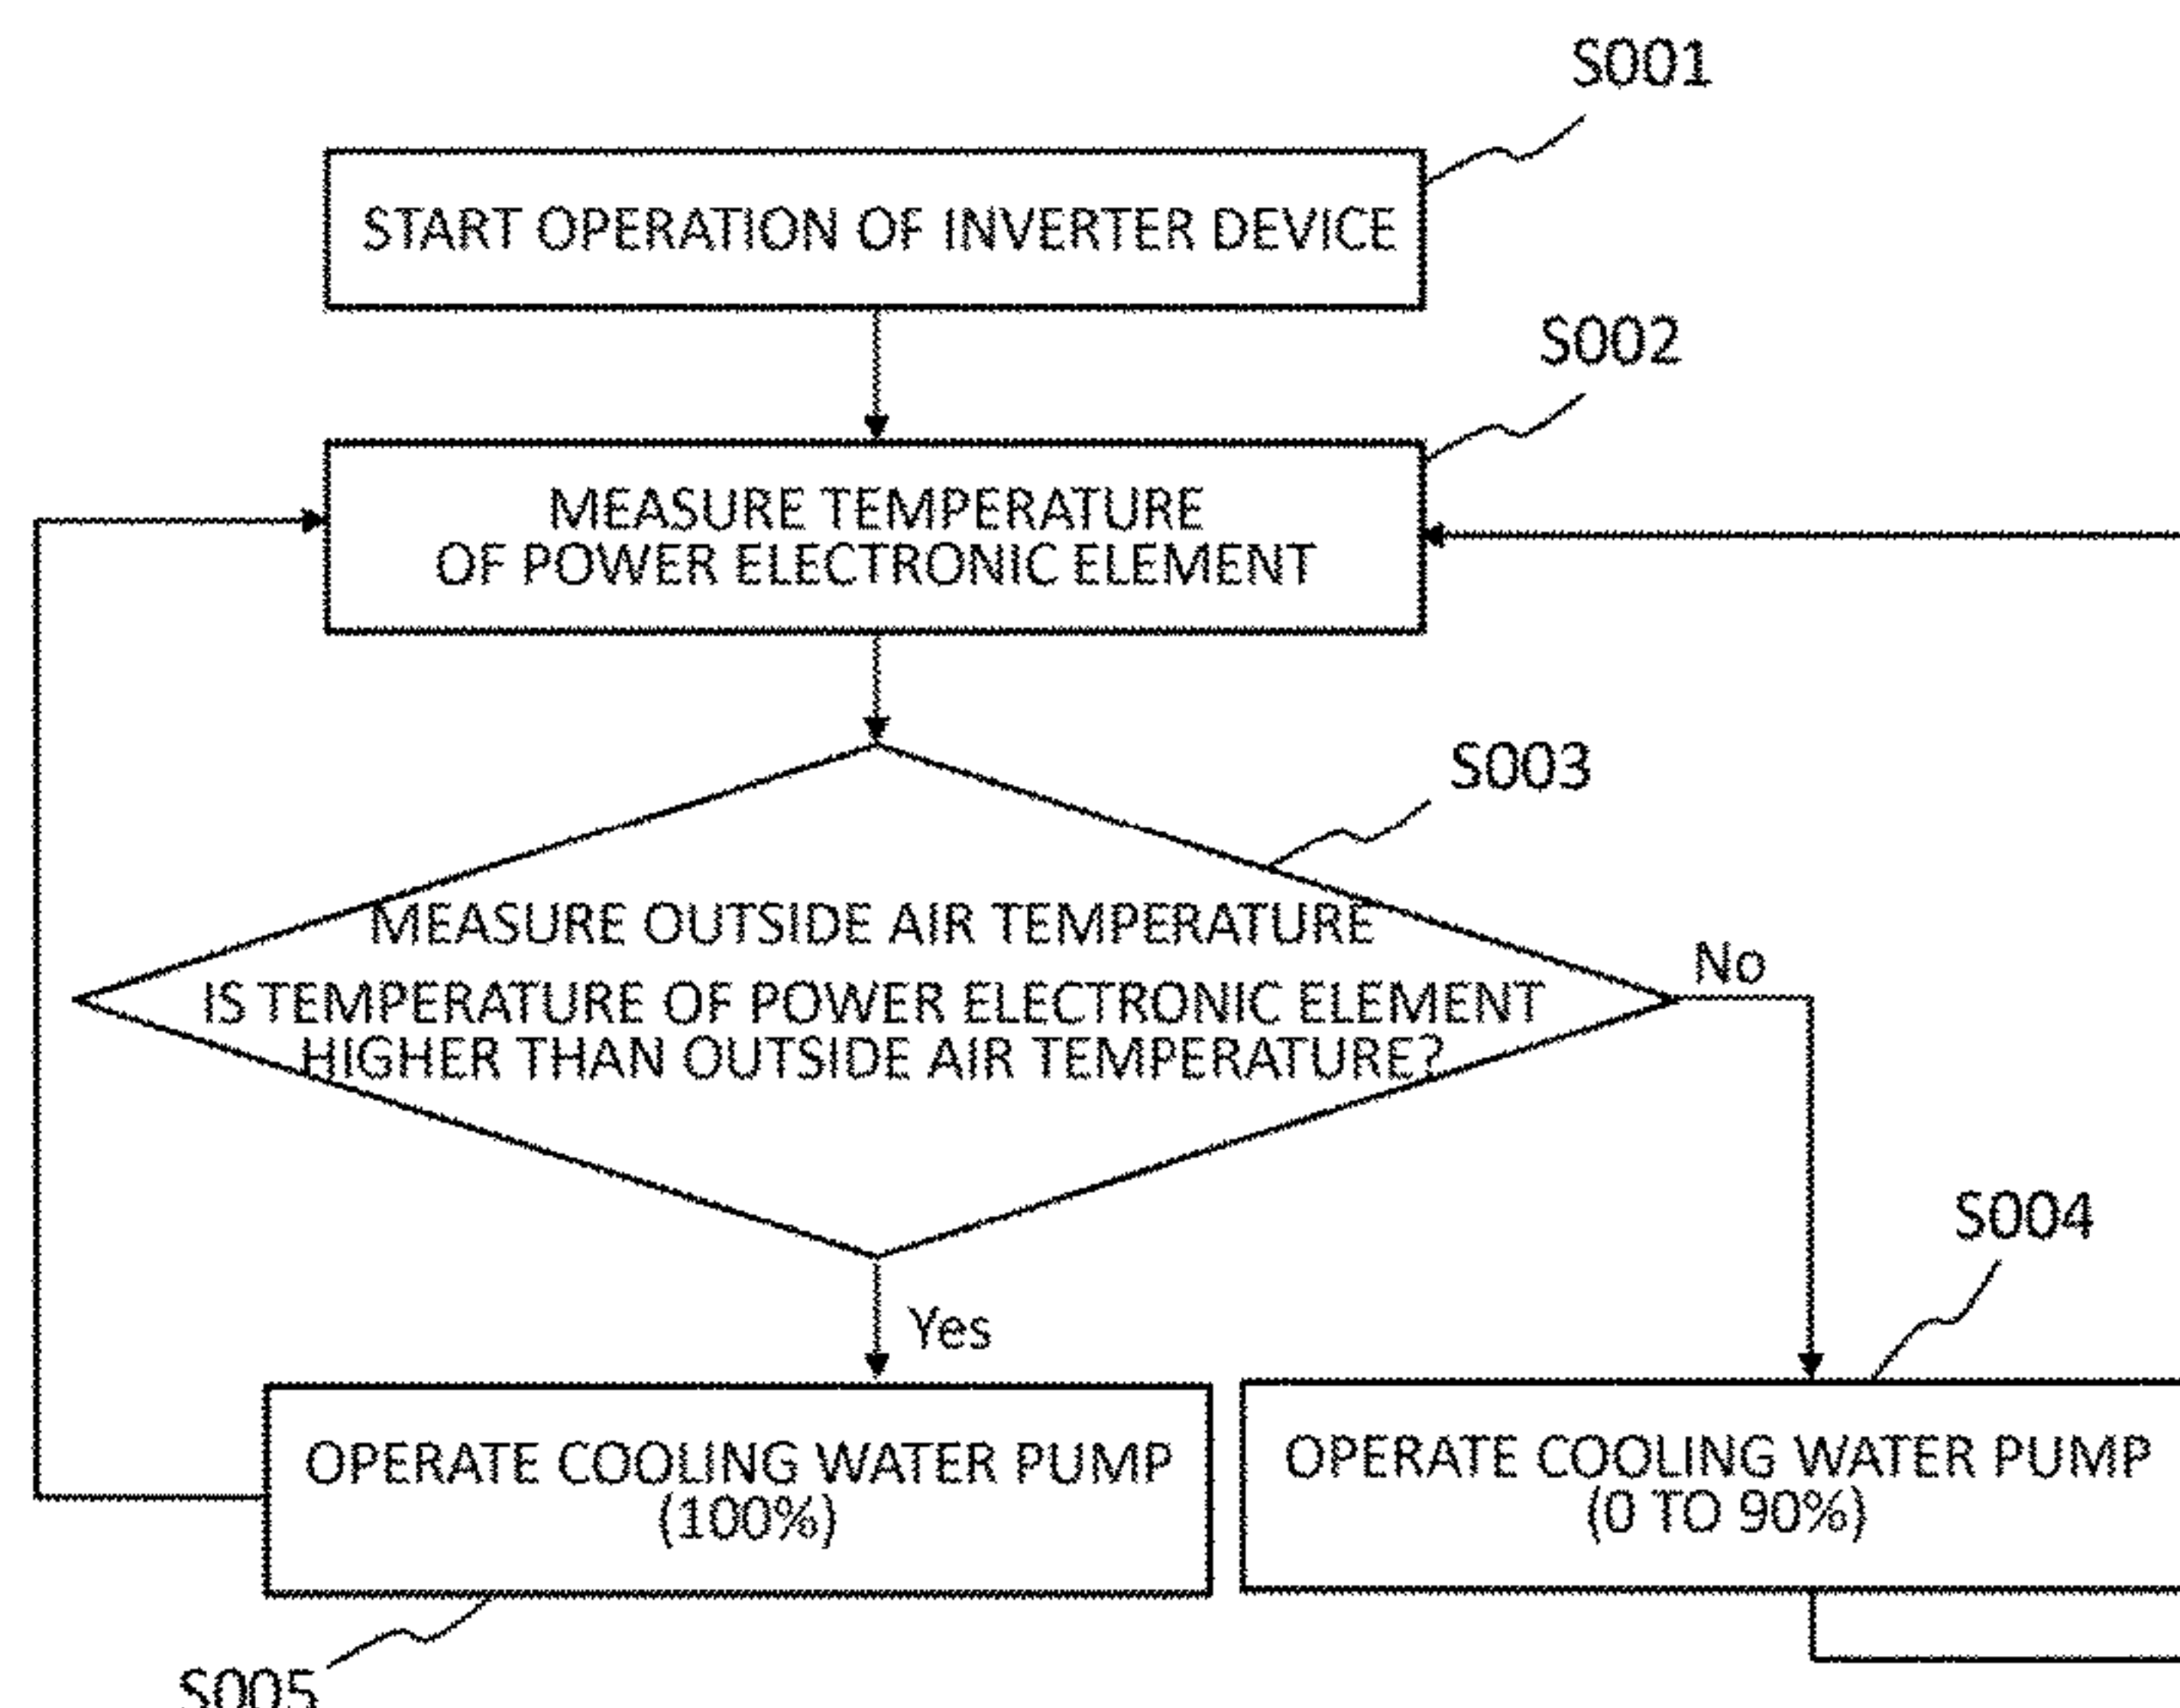 S001
START OPERATION OF INVERTER DEVICE
S002
MEASURE TEMPERATURE
OF POWER ELECTRONIC ELEMENT
S003
MEASURE OUTSIDE AIR TEMPERATURE
No
IS TEMPERATURE OF POWER ELECTRONIC ELEMENT
HIGHER THAN OUTSIDE AIR TEMPERATURE?
S004
Yes
OPERATE COOLING WATER PUMP
(100%)
OPERATE COOLING WATER PUMP
(0 TO 90%)
S005